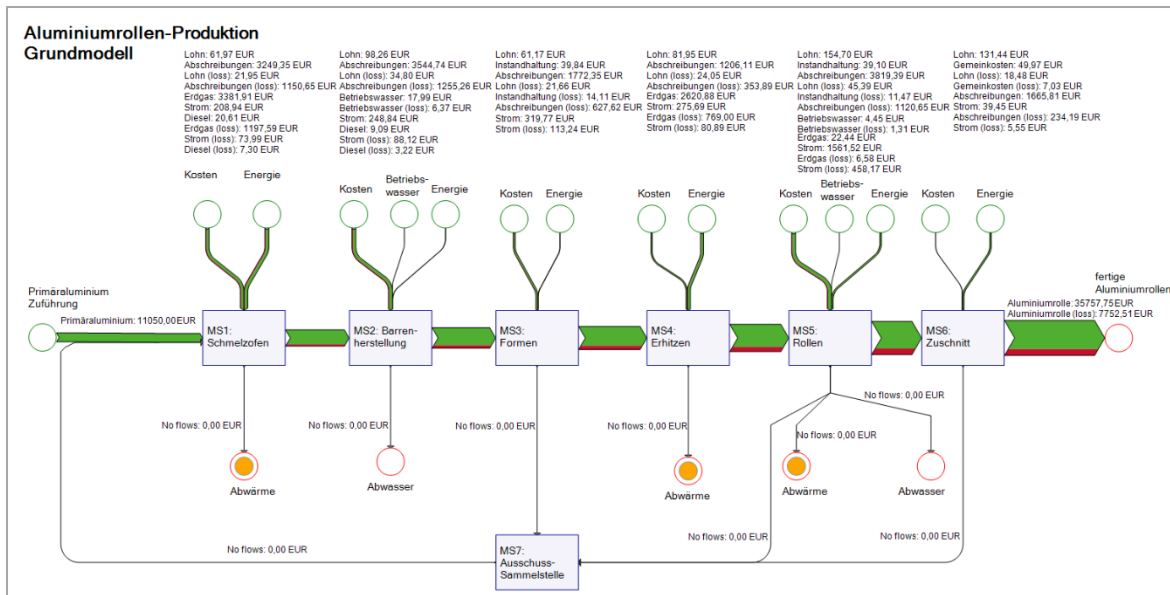 Aluminiumrollen-Produktion
Grundmodell
Lohn: 61,97 EUR
Abschreibungen: 3249,35 EUR
Lohn (loss): 21,95 EUR
Abschreibungen (loss): 1150,65 EUR
Erdgas: 3381,91 EUR
Strom: 208,94 EUR
Diesel: 20,61 EUR
Erdgas (loss): 1197,59 EUR
Strom (loss): 73,99 EUR
Diesel (loss): 7,30 EUR
Lohn: 98,26 EUR
Abschreibungen: 3544,74 EUR
Lohn (loss): 34,80 EUR
Abschreibungen (loss): 1255,26 EUR
Betriebswasser: 17,99 EUR
Betriebswasser (loss): 6,37 EUR
Strom: 248,84 EUR
Diesel: 9,09 EUR
Strom (loss): 88,12 EUR
Diesel (loss): 3,22 EUR
Lohn: 61,17 EUR
Instandhaltung: 39,84 EUR
Abschreibungen: 1772,35 EUR
Lohn (loss): 21,66 EUR
Instandhaltung (loss): 14,11 EUR
Abschreibungen (loss): 627,62 EUR
Strom: 319,77 EUR
Strom (loss): 113,24 EUR
Lohn: 81,95 EUR
Abschreibungen: 1206,11 EUR
Lohn (loss): 24,05 EUR
Abschreibungen (loss): 353,89 EUR
Erdgas: 2620,88 EUR
Strom: 275,69 EUR
Erdgas (loss): 769,00 EUR
Strom (loss): 80,89 EUR
Lohn: 154,70 EUR
Instandhaltung: 39,10 EUR
Abschreibungen: 3819,39 EUR
Lohn (loss): 45,39 EUR
Instandhaltung (loss): 11,47 EUR
Abschreibungen (loss): 1120,65 EUR
Betriebswasser: 4,45 EUR
Betriebswasser (loss): 1,31 EUR
Erdgas: 22,44 EUR
Strom: 1561,52 EUR
Erdgas (loss): 6,58 EUR
Strom (loss): 458,17 EUR
Lohn: 131,44 EUR
Gemeinkosten: 49,97 EUR
Lohn (loss): 18,48 EUR
Gemeinkosten (loss): 7,03 EUR
Abschreibungen: 1665,81 EUR
Abschreibungen (loss): 234,19 EUR
Strom: 39,45 EUR
Strom (loss): 5,55 EUR
Kosten
Energie
Kosten
Betriebs-
wasser
Energie
Kosten
Energie
Kosten
Energie
Kosten
Betriebs-
wasser
Energie
Kosten
Energie
Primäraluminium
Zuführung
Primäraluminium: 11050,00EUR
MS1:
Schmelzofen
MS2: Barren-
herstellung
MS3:
Formen
MS4:
Erhitzen
MS5:
Rollen
MS6:
Zuschnitt
fertige
Aluminiumrollen
Aluminiumrolle: 35757,75EUR
Aluminiumrolle (loss): 7752,51EUR
No flows: 0,00 EUR
No flows: 0,00 EUR
No flows: 0,00 EUR
No flows: 0,00 EUR
No flows: 0,00 EUR
No flows: 0,00 EUR
No flows: 0,00 EUR
Abwärme
Abwasser
Abwärme
Abwärme
Abwasser
No flows: 0,00 EUR
No flows: 0,00 EUR
No flows: 0,00 EUR
MS7:
Ausschuss-
Sammelstelle